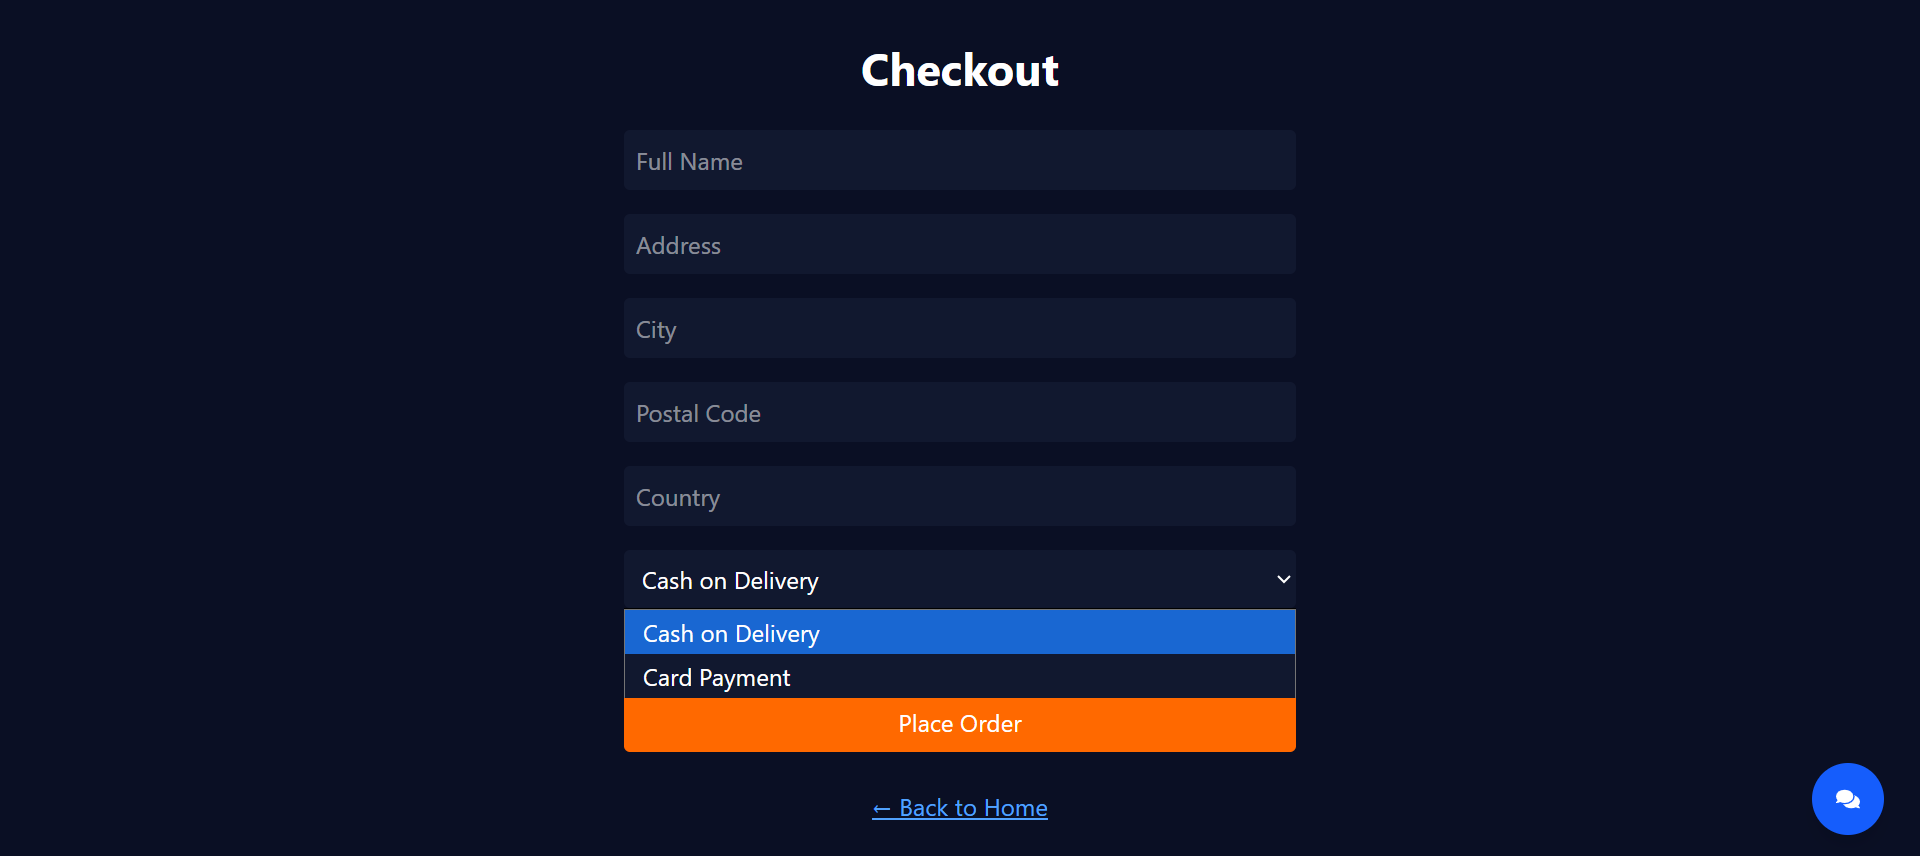 Checkout
Full Name
Address
City
Postal Code
Country
Cash on Delivery
Cash on Delivery
Card Payment
Place Order
← Back to Home